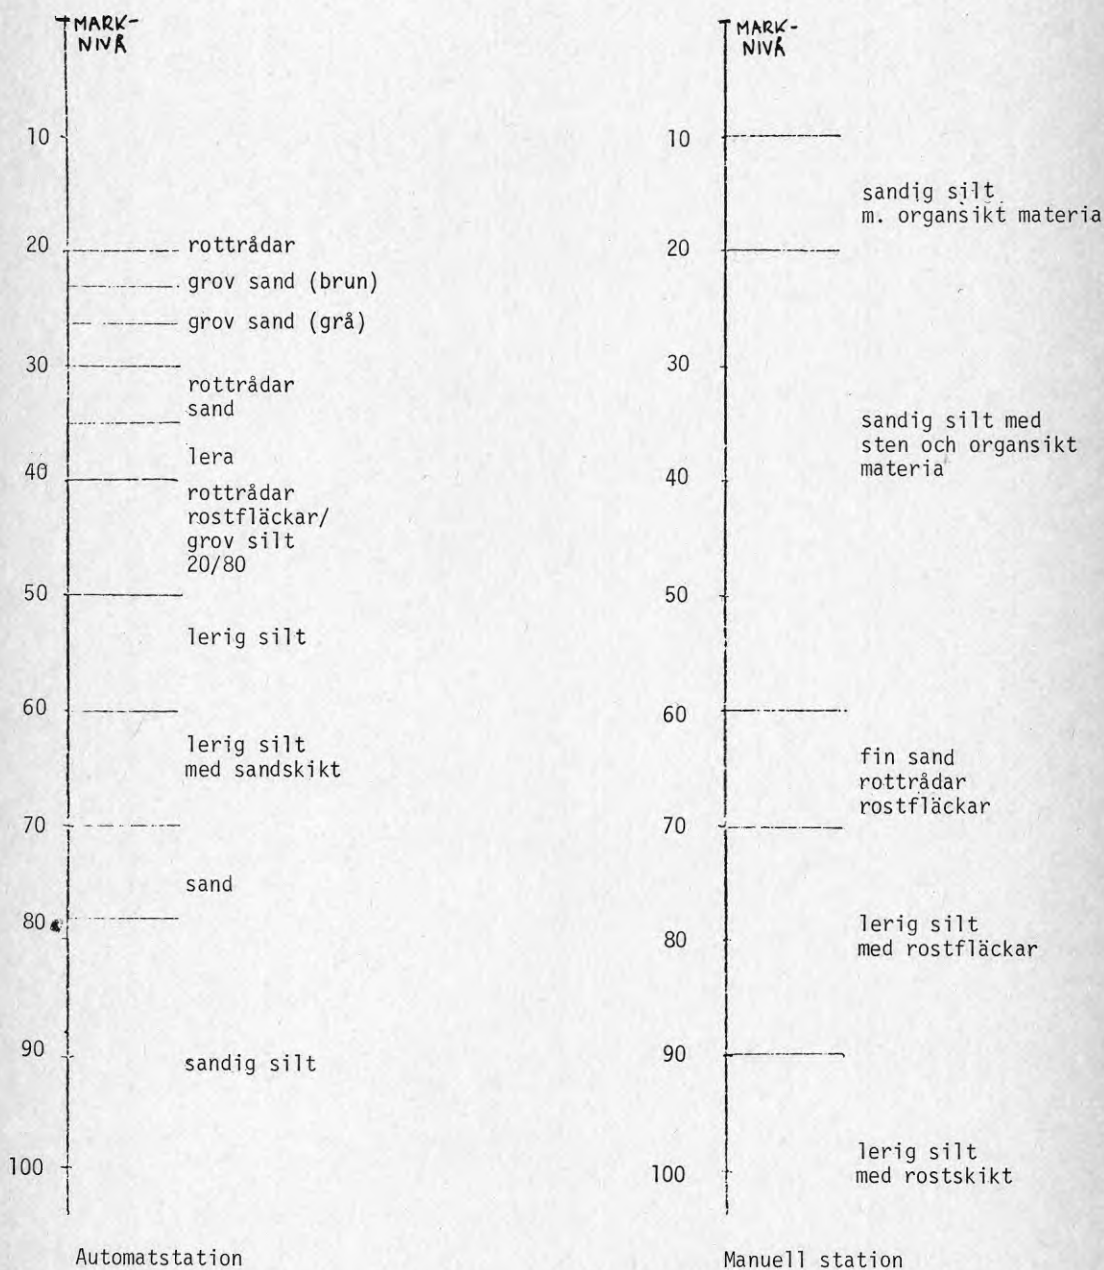 MARK-
NIVÅ
10
20
rottrådar
grov sand (brun)
grov sand (grå)
30
rottrådar
sand
lera
40
rottrådar
rostfläckar/
grov silt
20/80
50
lerig silt
60
lerig silt
med sandskikt
70
sand
80
90
sandig silt
100
Automatstation
MARK-
NIVÅ
10
sandig silt
m. organsikt materia
20
30
sandig silt med
sten och organsikt
materia
40
50
60
fin sand
rottrådar
rostfläckar
70
lerig silt
med rostfläckar
80
90
lerig silt
med rostskikt
100
Manuell station